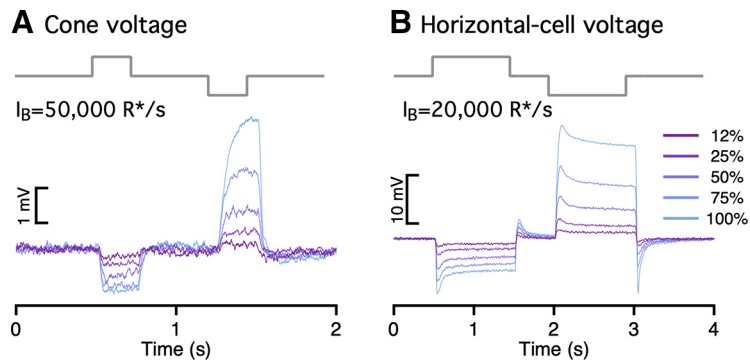 A Cone voltage
I_B=50,000 R*/s
1 mV
0 1 2
Time (s)
B Horizontal-cell voltage
I_B=20,000 R*/s
10 mV
12%
25%
50%
75%
100%
0 1 2 3 4
Time (s)